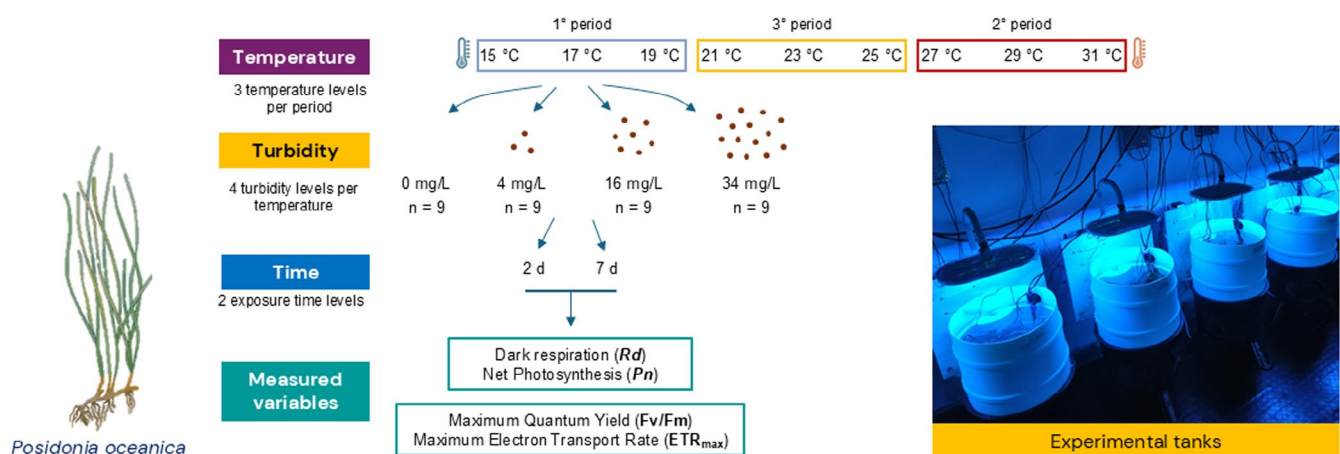 1° period 3° period 2° period
Temperature
15 °C 17 °C 19 °C 21 °C 23 °C 25 °C 27 °C 29 °C 31 °C
3 temperature levels
per period
Turbidity
4 turbidity levels per
temperature
0 mg/L 4 mg/L 16 mg/L 34 mg/L
n = 9 n = 9 n = 9 n = 9
Time
2 d 7 d
2 exposure time levels
Dark respiration (Rd)
Net Photosynthesis (Pn)
Measured
variables
Maximum Quantum Yield (Fv/Fm)
Maximum Electron Transport Rate (ETRmax)
Posidonia oceanica
Experimental tanks